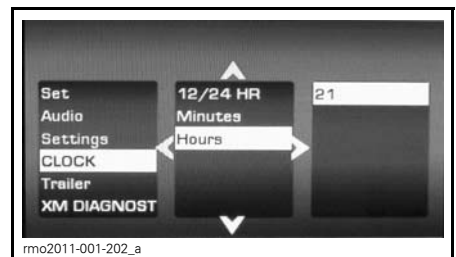 Set
Audio
Settings
CLOCK
Trailer
XM DIAGNOST
12/24 HR
Minutes
Hours
21
rmo2011-001-202_a